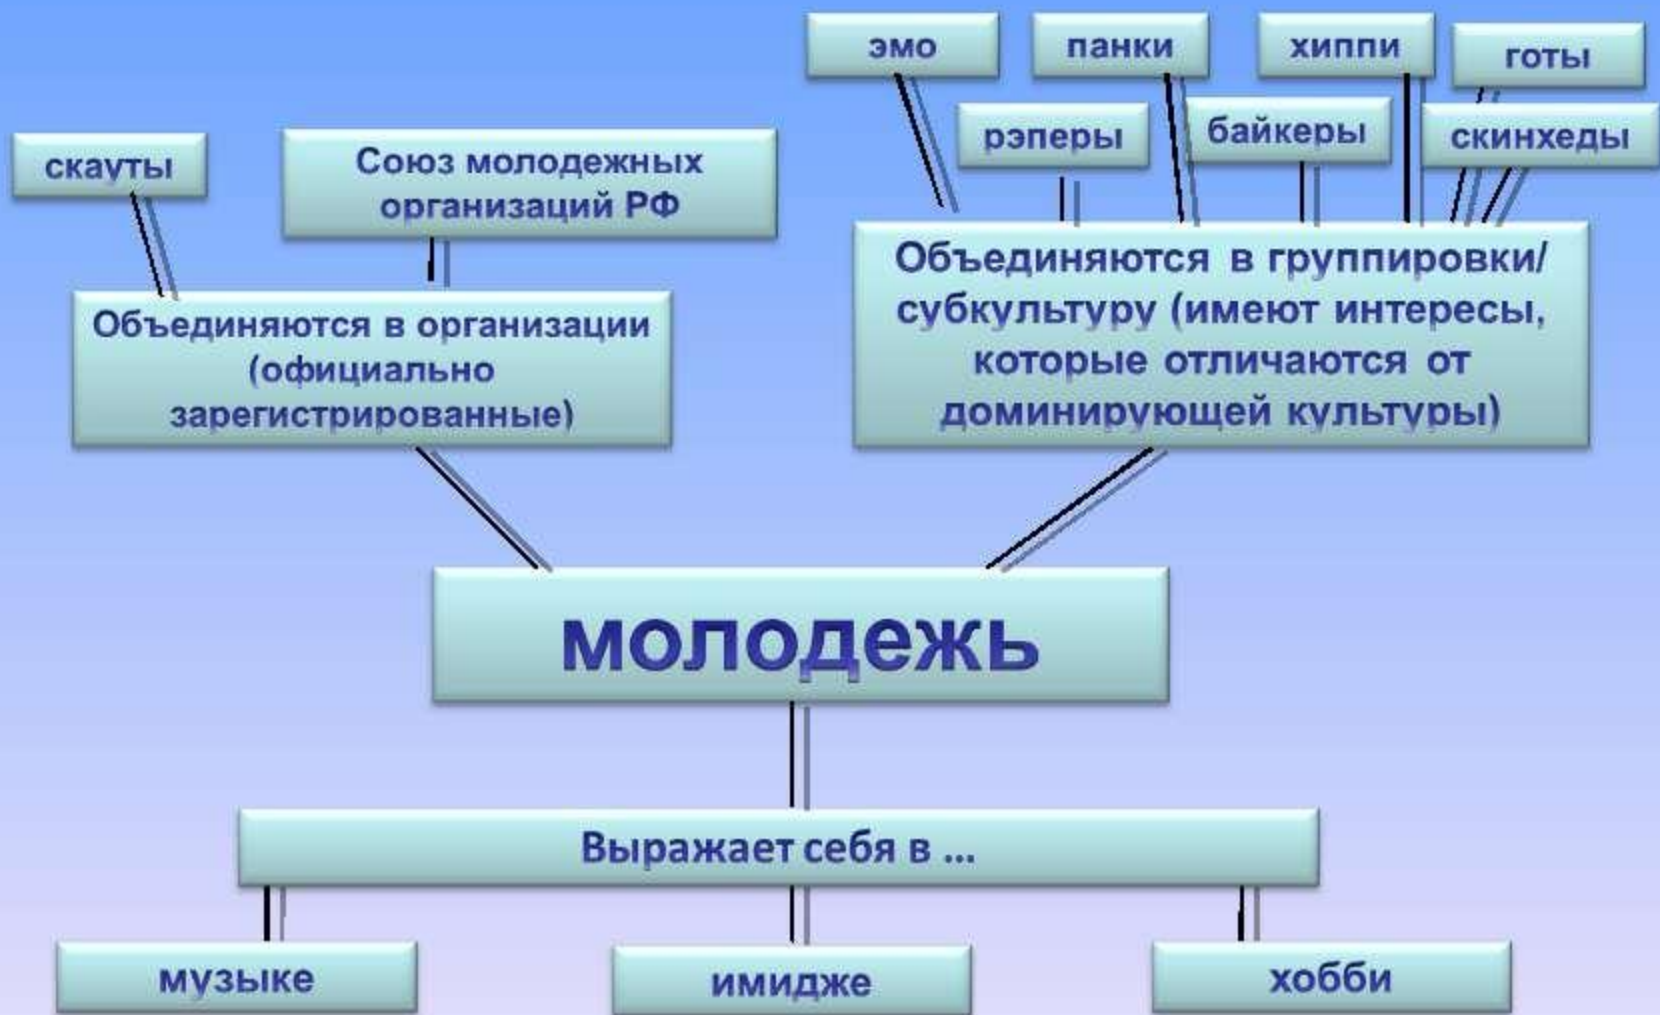 эмо
панки
хиппи
готы
рэперы
байкеры
скинхеды
скауты
Союз молодежных
организаций РФ
Объединяются в организации
(официально
зарегистрированные)
Объединяются в группировки/
субкультуру (имеют интересы,
которые отличаются от
доминирующей культуры)
молодежь
Выражает себя в ...
музыке
имидже
хобби